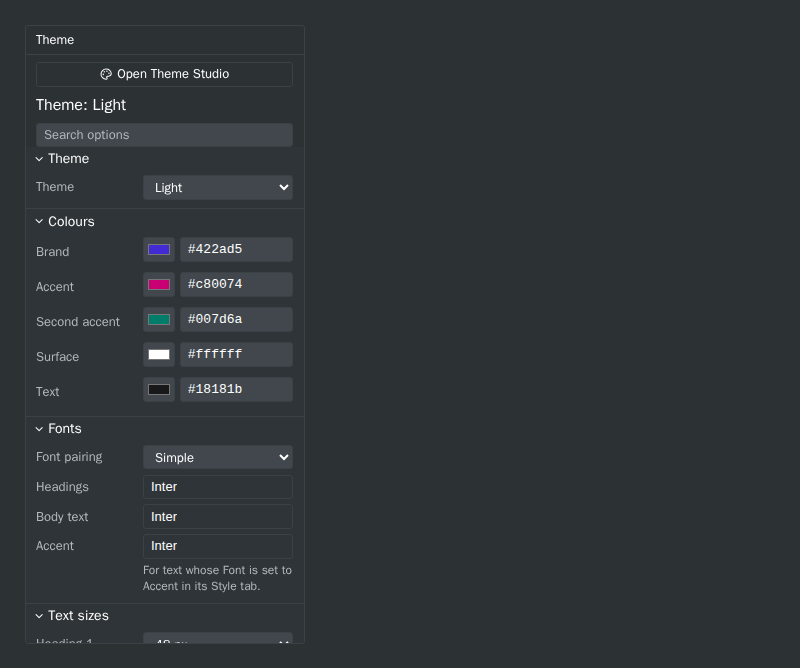 Theme
Open Theme Studio
Theme: Light
Search options
Theme
Theme Light
Colours
Brand #422ad5
Accent #c80074
Second accent #007d6a
Surface #ffffff
Text #18181b
Fonts
Font pairing Simple
Headings Inter
Body text Inter
Accent Inter
For text whose Font is set to
Accent in its Style tab.
Text sizes
Heading 1